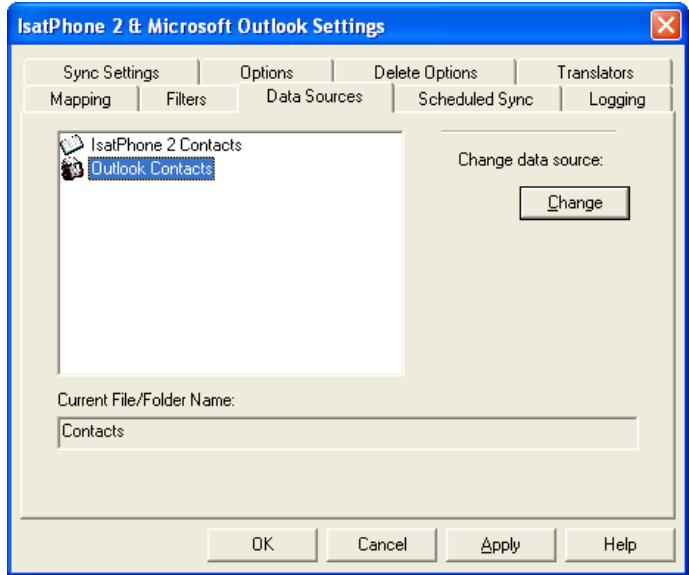 IsatPhone 2 & Microsoft Outlook Settings
Sync Settings Options Delete Options Translators
Mapping Filters Data Sources Scheduled Sync Logging
IsatPhone 2 Contacts
Outlook Contacts
Change data source:
Change
Current File/Folder Name:
Contacts
OK Cancel Apply Help